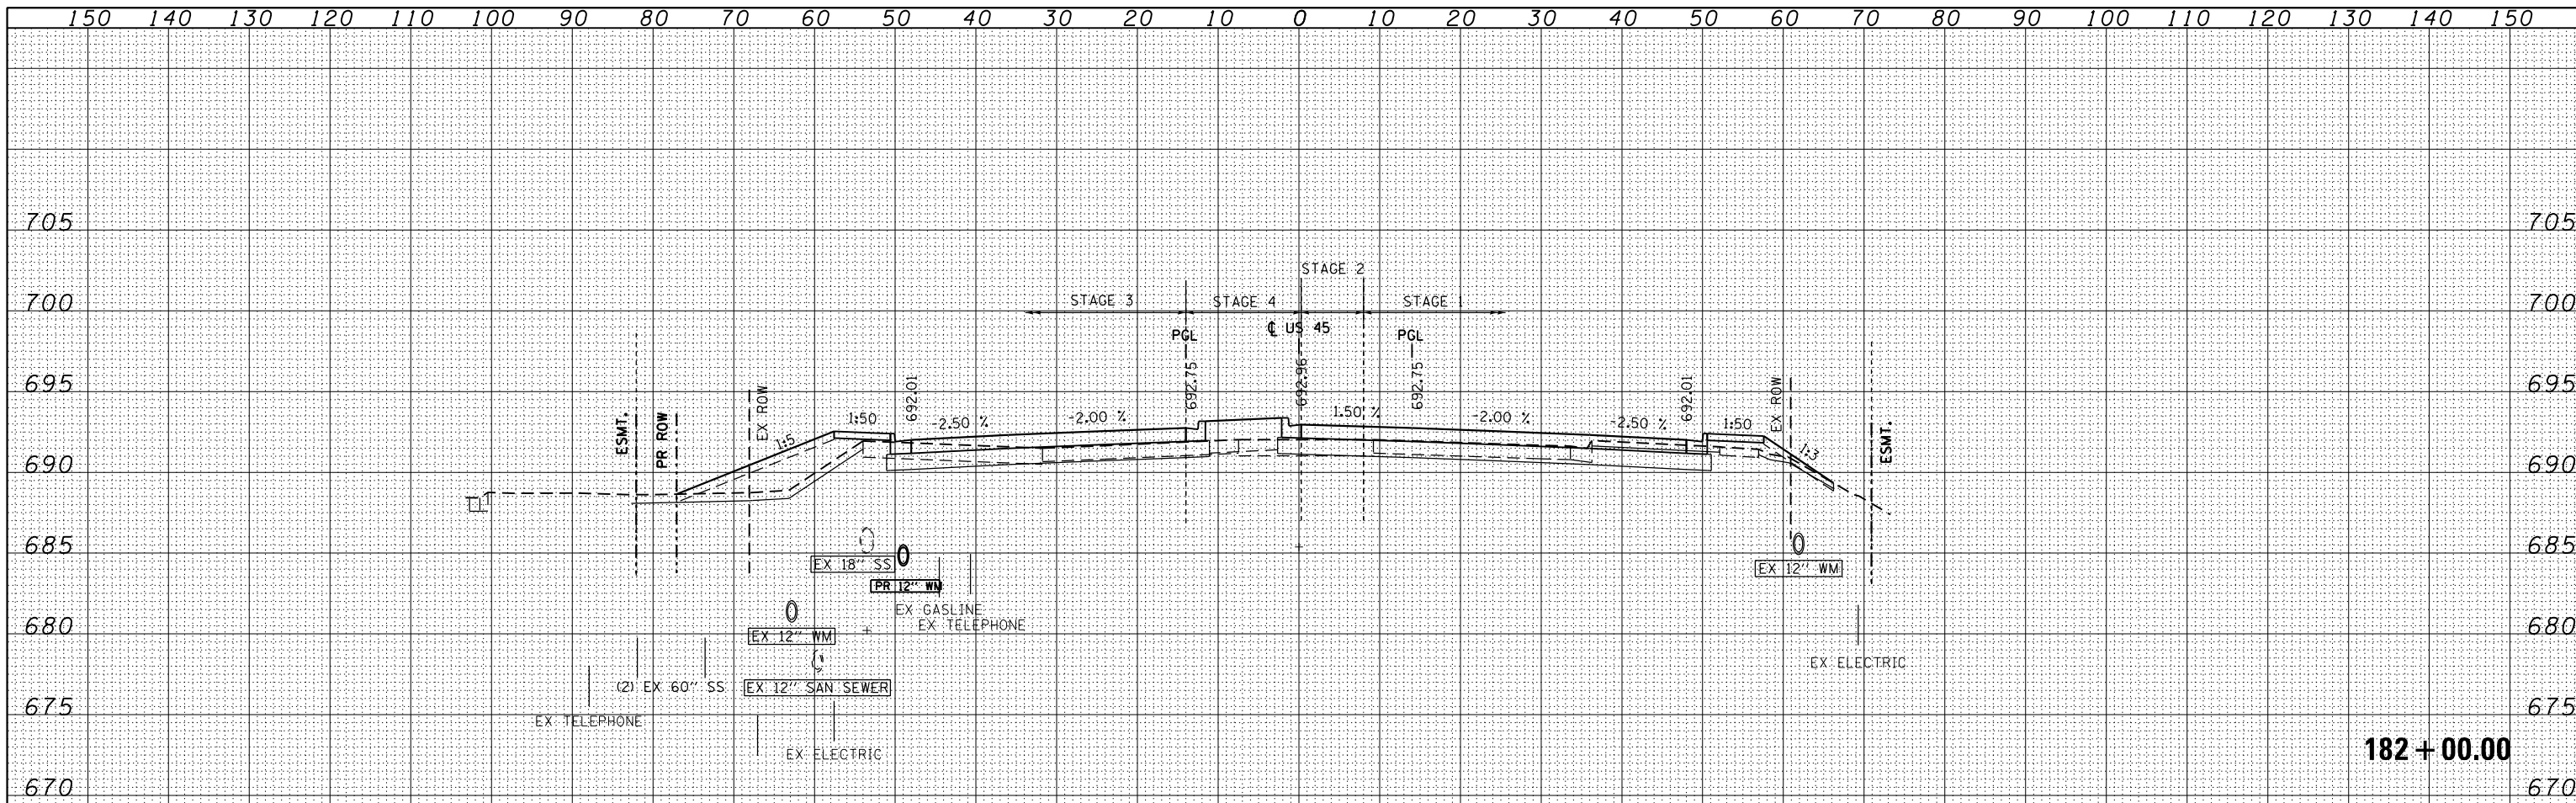 150 140 130 120 110 100 90 80 70 60 50 40 30 20 10 0 10 20 30 40 50 60 70 80 90 100 110 120 130 140 150
705 705
STAGE 2
700 STAGE 3 STAGE 4 STAGE 1 700
℄ US 45
PGL PGL
695 695
ESMT.
PR ROW
EX ROW
1:5
1:50
692.01
-2.50 %
-2.00 %
692.75
692.96
1.50 %
692.75
-2.00 %
-2.50 %
692.01
1:50
EX ROW
1:3
ESMT.
690 690
685 685
EX 18" SS
EX 12" WM
PR 12" WM
EX GASLINE
EX TELEPHONE
680 680
EX 12" WM
EX ELECTRIC
(2) EX 60" SS
EX 12" SAN SEWER
675 675
EX TELEPHONE
EX ELECTRIC
182 + 00.00
670 670